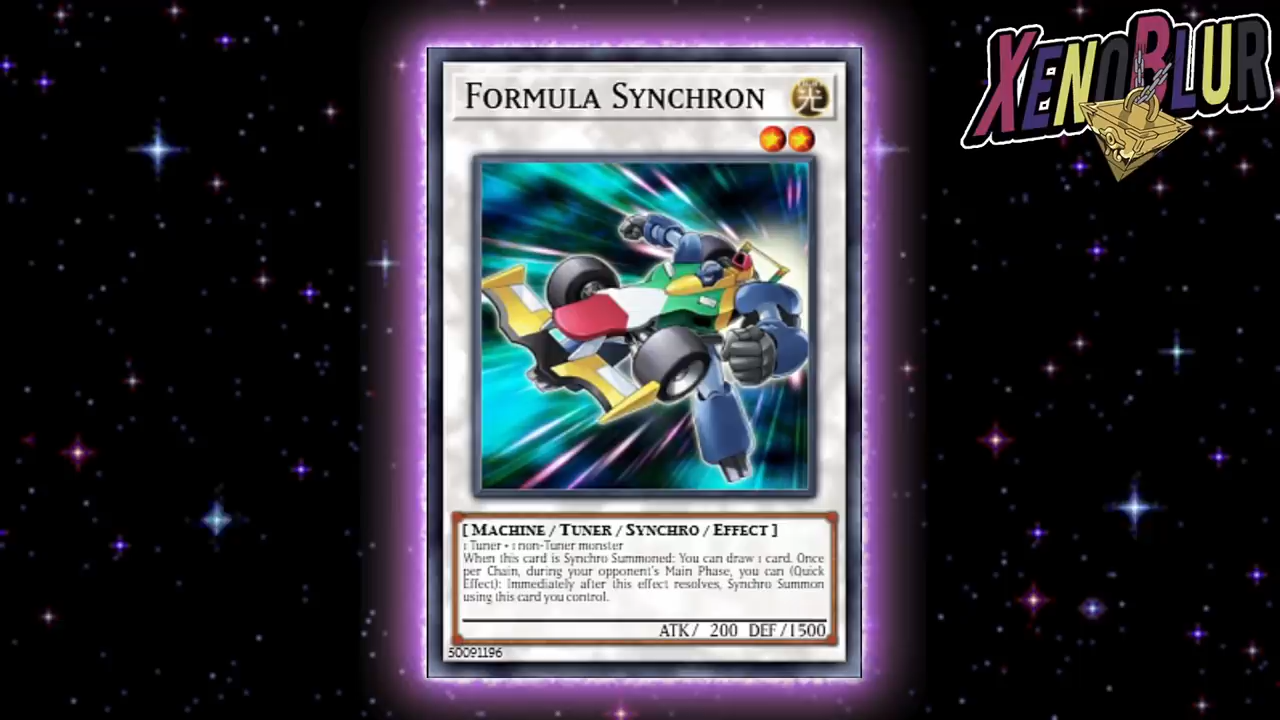 XENOBLUR
FORMULA SYNCHRON
光
[ MACHINE / TUNER / SYNCHRO / EFFECT ]
1 Tuner + 1 non-Tuner monster
When this card is Synchro Summoned: You can draw 1 card. Once
per Chain, during your opponent's Main Phase, you can (Quick
Effect): Immediately after this effect resolves, Synchro Summon
using this card you control.
ATK/ 200 DEF/1500
50091196